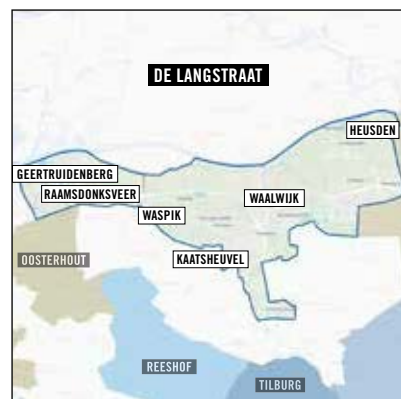 DE LANGSTRAAT
HEUSDEN
GEERTRUIDENBERG
RAAMSDONKSVEER
WAALWIJK
WASPIK
OOSTERHOUT
KAATSHEUVEL
REESHOF
TILBURG